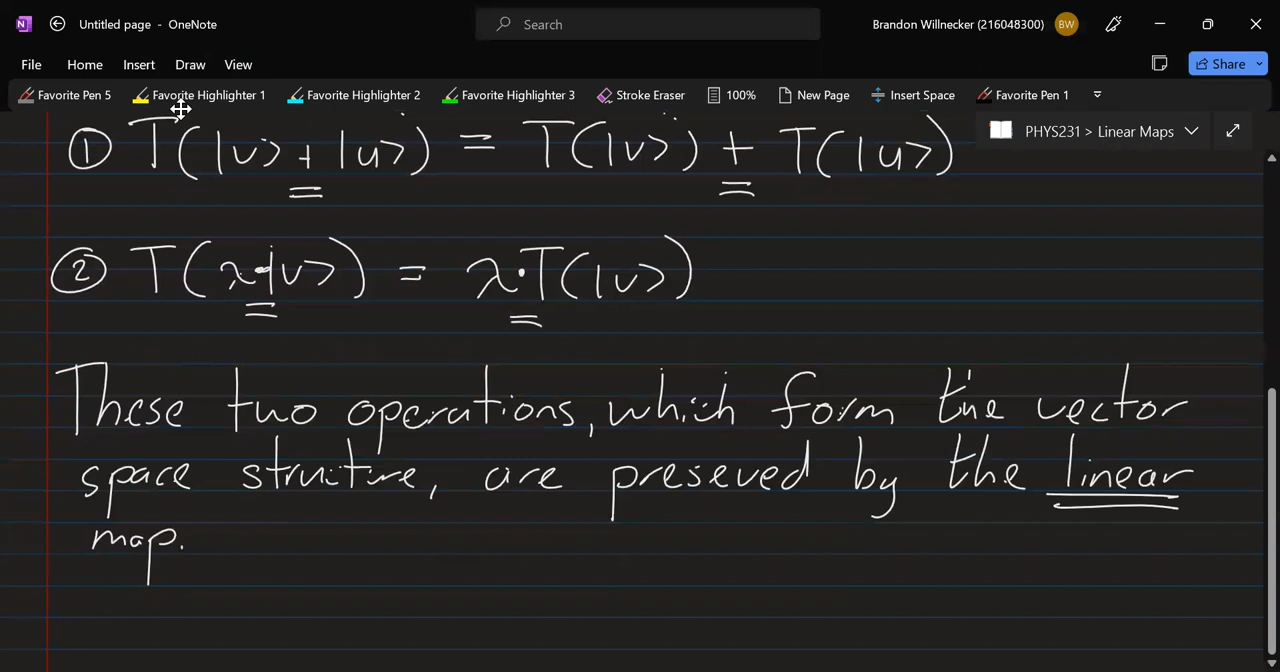 Untitled page - OneNote
Search
Brandon Willnecker (216048300) BW
File Home Insert Draw View
Share
Favorite Pen 5 Favorite Highlighter 1 Favorite Highlighter 2 Favorite Highlighter 3 Stroke Eraser 100% New Page Insert Space Favorite Pen 1
PHYS231 > Linear Maps
① T(|v> + |u>) = T(|v>) + T(|u>)
② T(λ·|v>) = λ·T(|v>)
These two operations, which form the vector
space structure, are preseved by the linear
map.